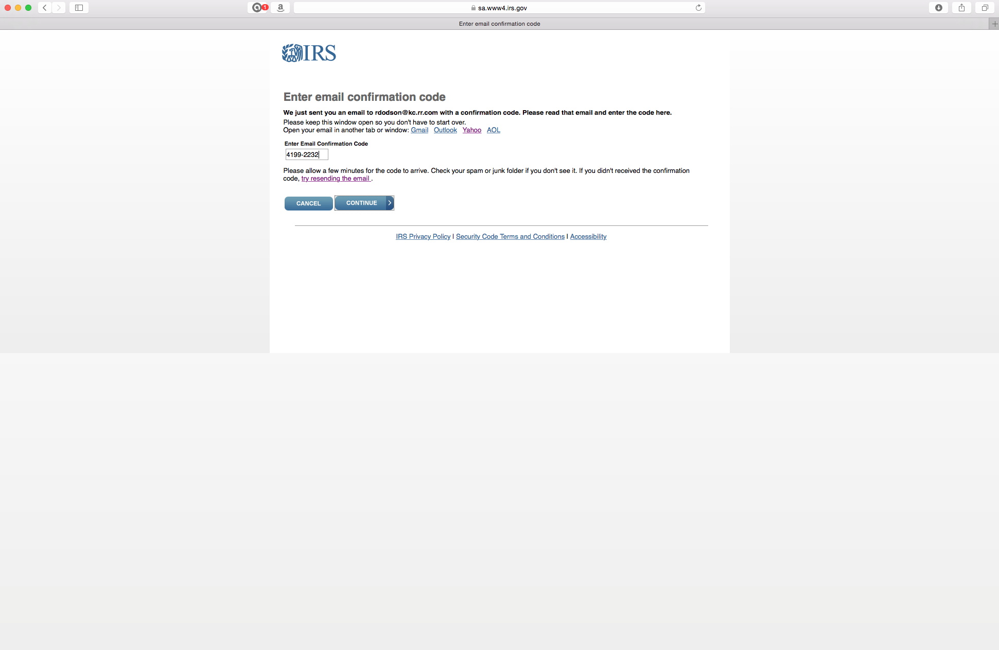 1
a
sa.www4.irs.gov
Enter email confirmation code
IRS
Enter email confirmation code
We just sent you an email to rdodson@kc.rr.com with a confirmation code. Please read that email and enter the code here.
Please keep this window open so you don't have to start over.
Open your email in another tab or window: Gmail Outlook Yahoo AOL
Enter Email Confirmation Code
4199-2232
Please allow a few minutes for the code to arrive. Check your spam or junk folder if you don't see it. If you didn't received the confirmation
code, try resending the email .
CANCEL CONTINUE
IRS Privacy Policy | Security Code Terms and Conditions | Accessibility